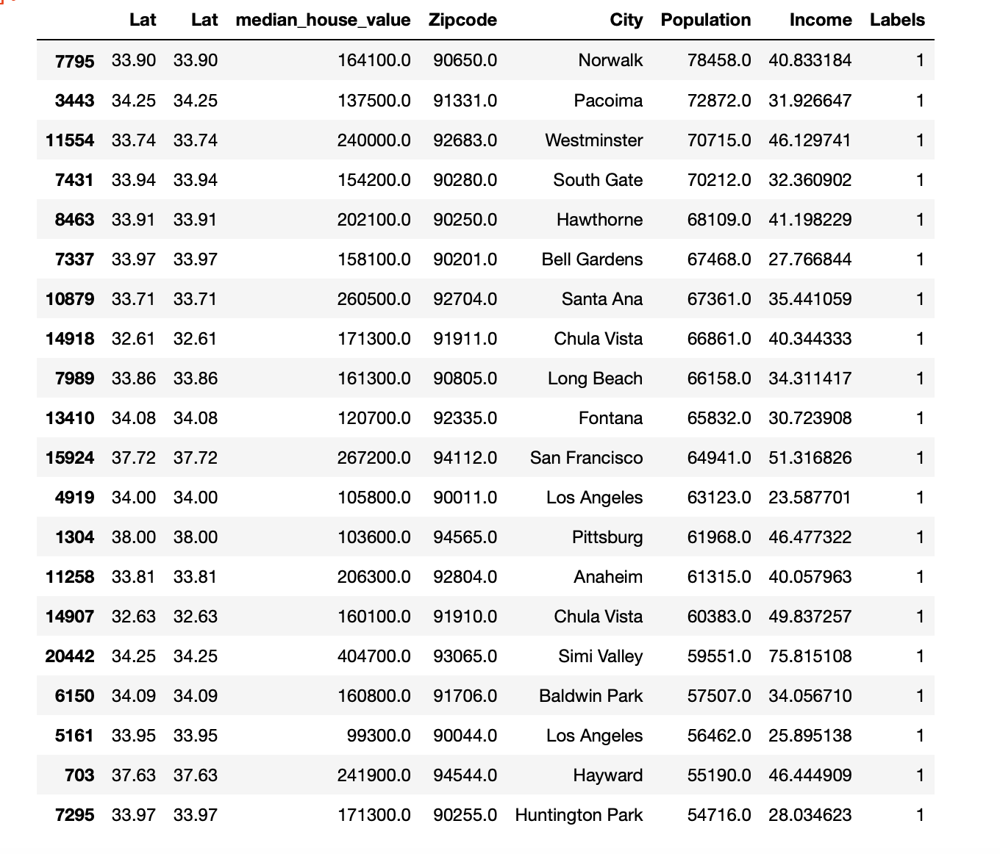 Lat Lat median_house_value Zipcode City Population Income Labels
7795 33.90 33.90 164100.0 90650.0 Norwalk 78458.0 40.833184 1
3443 34.25 34.25 137500.0 91331.0 Pacoima 72872.0 31.926647 1
11554 33.74 33.74 240000.0 92683.0 Westminster 70715.0 46.129741 1
7431 33.94 33.94 154200.0 90280.0 South Gate 70212.0 32.360902 1
8463 33.91 33.91 202100.0 90250.0 Hawthorne 68109.0 41.198229 1
7337 33.97 33.97 158100.0 90201.0 Bell Gardens 67468.0 27.766844 1
10879 33.71 33.71 260500.0 92704.0 Santa Ana 67361.0 35.441059 1
14918 32.61 32.61 171300.0 91911.0 Chula Vista 66861.0 40.344333 1
7989 33.86 33.86 161300.0 90805.0 Long Beach 66158.0 34.311417 1
13410 34.08 34.08 120700.0 92335.0 Fontana 65832.0 30.723908 1
15924 37.72 37.72 267200.0 94112.0 San Francisco 64941.0 51.316826 1
4919 34.00 34.00 105800.0 90011.0 Los Angeles 63123.0 23.587701 1
1304 38.00 38.00 103600.0 94565.0 Pittsburg 61968.0 46.477322 1
11258 33.81 33.81 206300.0 92804.0 Anaheim 61315.0 40.057963 1
14907 32.63 32.63 160100.0 91910.0 Chula Vista 60383.0 49.837257 1
20442 34.25 34.25 404700.0 93065.0 Simi Valley 59551.0 75.815108 1
6150 34.09 34.09 160800.0 91706.0 Baldwin Park 57507.0 34.056710 1
5161 33.95 33.95 99300.0 90044.0 Los Angeles 56462.0 25.895138 1
703 37.63 37.63 241900.0 94544.0 Hayward 55190.0 46.444909 1
7295 33.97 33.97 171300.0 90255.0 Huntington Park 54716.0 28.034623 1